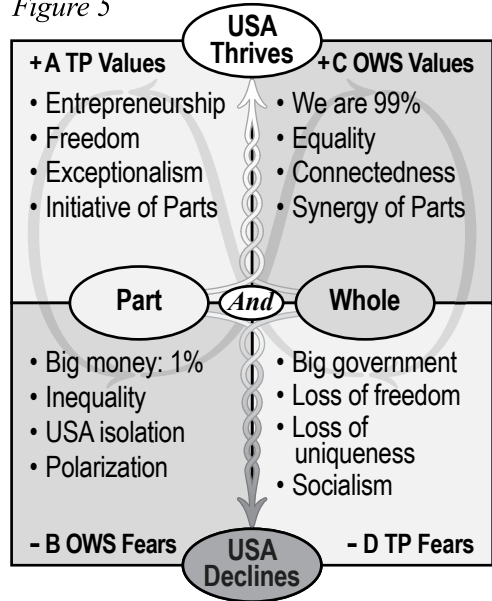 Figure 5
USA
Thrives
+A TP Values
• Entrepreneurship
• Freedom
• Exceptionalism
• Initiative of Parts
+C OWS Values
• We are 99%
• Equality
• Connectedness
• Synergy of Parts
Part
And
Whole
• Big money: 1%
• Inequality
• USA isolation
• Polarization
– B OWS Fears
• Big government
• Loss of freedom
• Loss of
uniqueness
• Socialism
– D TP Fears
USA
Declines